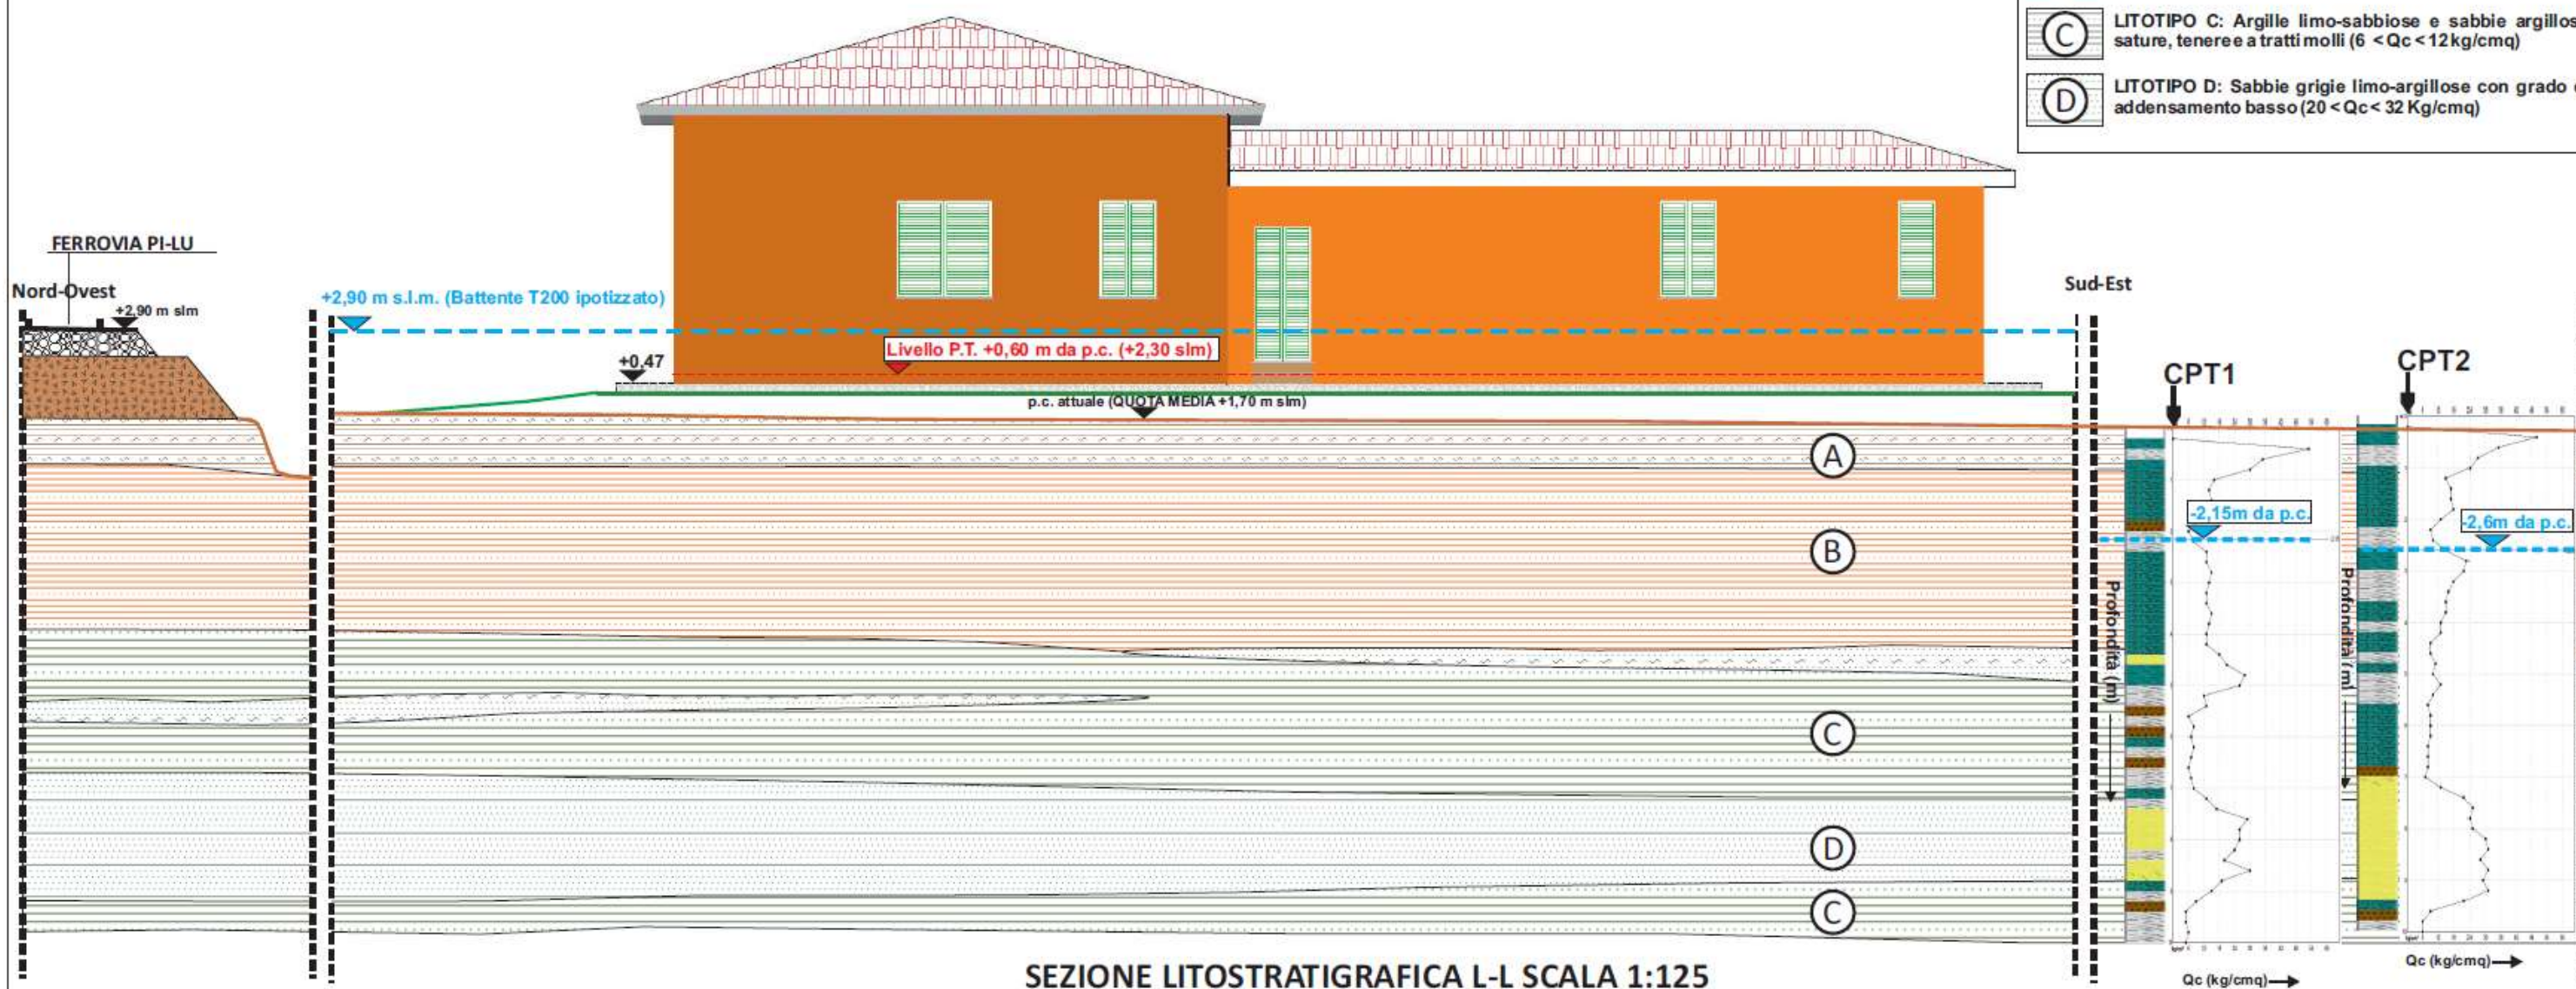 C
LITOTIPO C: Argille limo-sabbiose e sabbie argillos
sature, tenere e a tratti molli (6 < Qc < 12 kg/cmq)
D
LITOTIPO D: Sabbie grigie limo-argillose con grado
addensamento basso (20 < Qc < 32 Kg/cmq)
FERROVIA PI-LU
Nord-Ovest
+2,90 m slm
+2,90 m s.l.m. (Battente T200 ipotizzato)
Sud-Est
Livello P.T. +0,60 m da p.c. (+2,30 slm)
+0,47
p.c. attuale (QUOTA MEDIA +1,70 m slm)
CPT1
CPT2
A
B
C
D
C
-2,15m da p.c.
-2,6m da p.c.
Profondità (m)
Profondità (m)
Qc (kg/cmq)
Qc (kg/cmq)
SEZIONE LITOSTRATIGRAFICA L-L SCALA 1:125